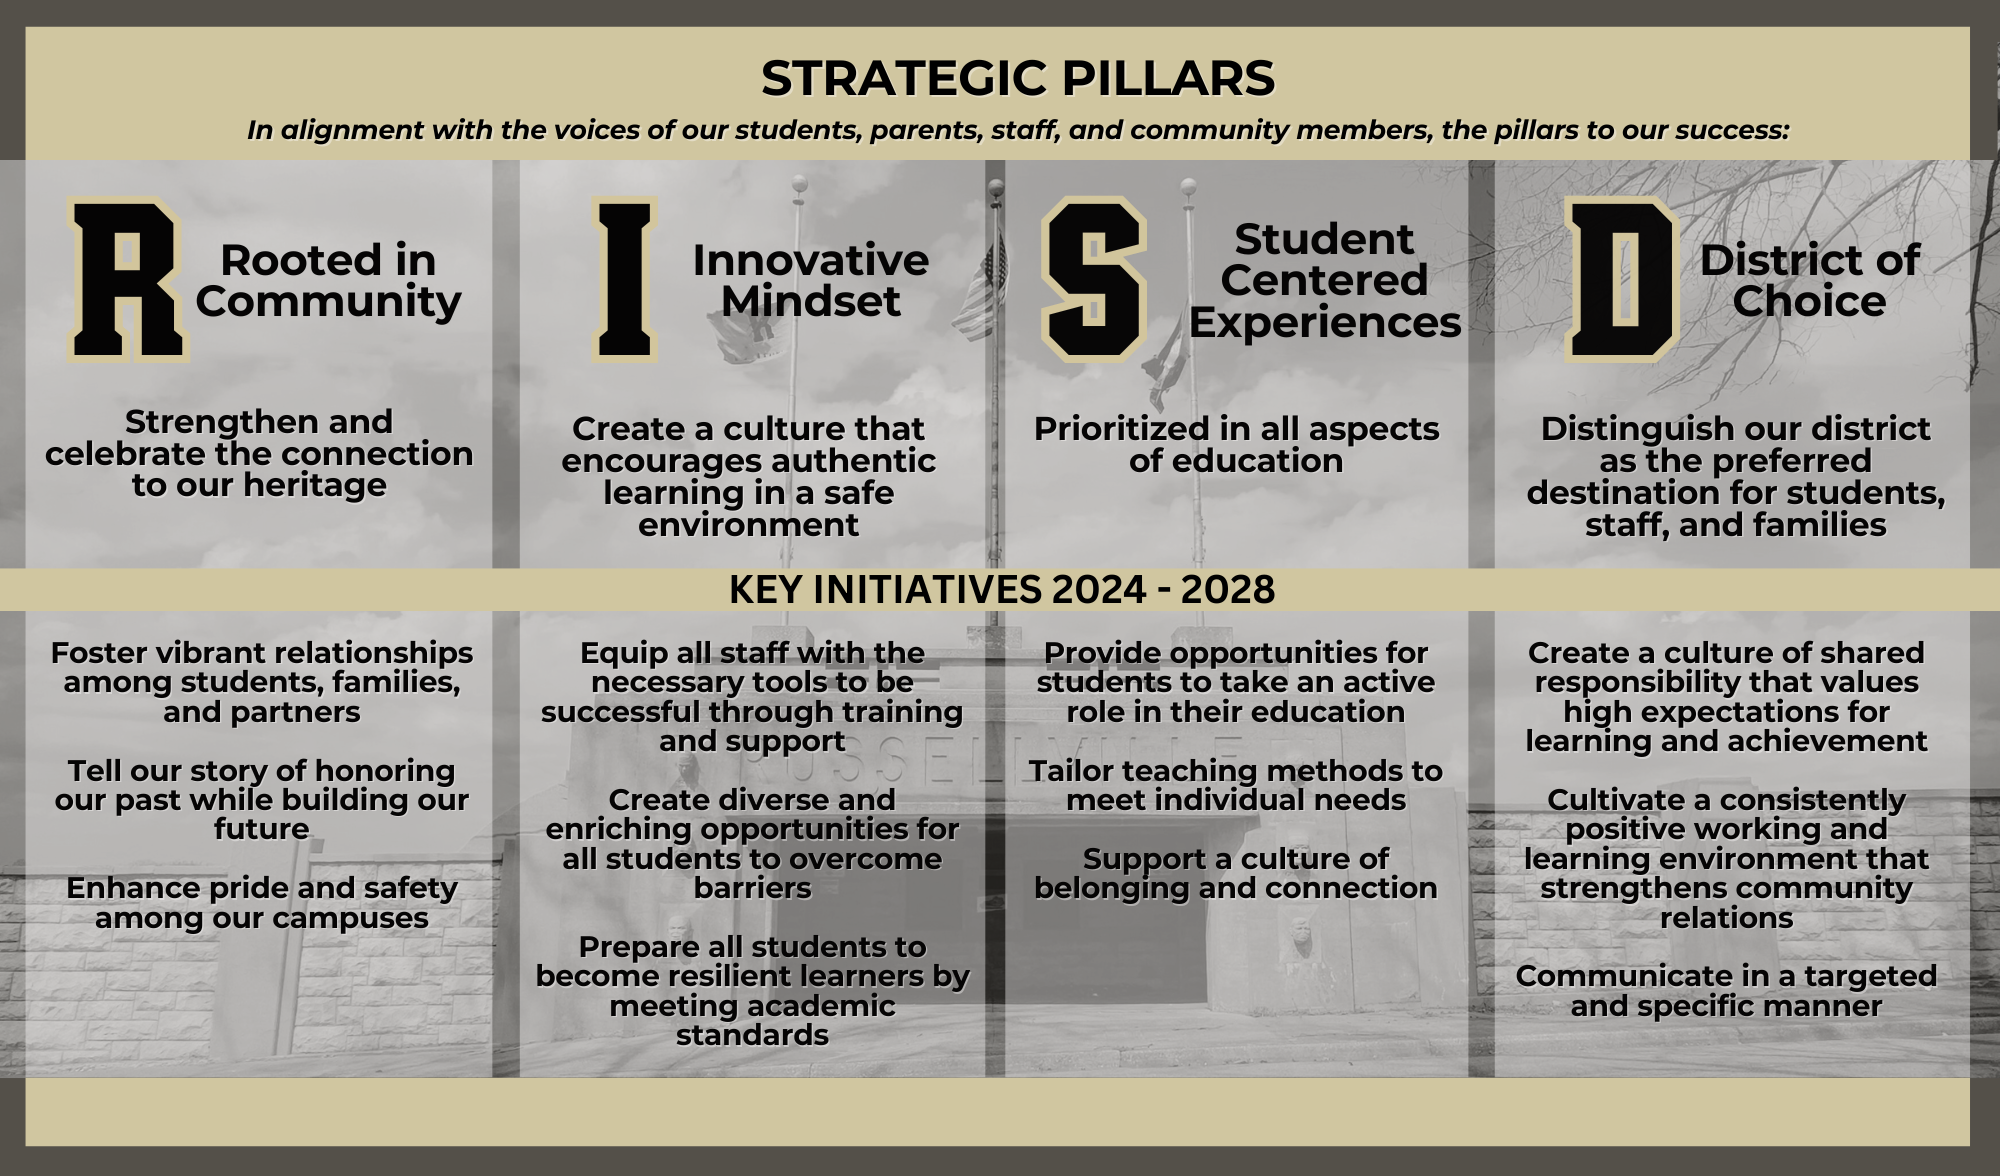 STRATEGIC PILLARS
In alignment with the voices of our students, parents, staff, and community members, the pillars to our success:
R
Rooted in
Community
Strengthen and
celebrate the connection
to our heritage
I
Innovative
Mindset
Create a culture that
encourages authentic
learning in a safe
environment
S
Student
Centered
Experiences
Prioritized in all aspects
of education
D
District of
Choice
Distinguish our district
as the preferred
destination for students,
staff, and families
KEY INITIATIVES 2024 - 2028
Foster vibrant relationships
among students, families,
and partners
Tell our story of honoring
our past while building our
future
Enhance pride and safety
among our campuses
Equip all staff with the
necessary tools to be
successful through training
and support
Create diverse and
enriching opportunities for
all students to overcome
barriers
Prepare all students to
become resilient learners by
meeting academic
standards
Provide opportunities for
students to take an active
role in their education
Tailor teaching methods to
meet individual needs
Support a culture of
belonging and connection
Create a culture of shared
responsibility that values
high expectations for
learning and achievement
Cultivate a consistently
positive working and
learning environment that
strengthens community
relations
Communicate in a targeted
and specific manner
RUSSELLVILLE